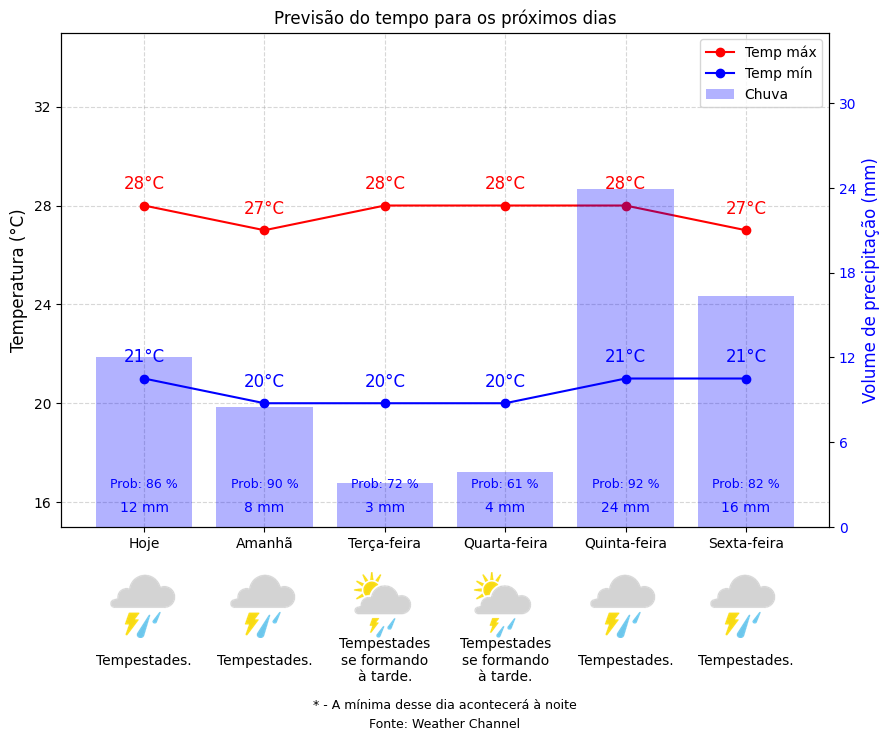 Previsão do tempo para os próximos dias
Temp máx
Temp mín
Chuva
Temperatura (°C)
32
28
24
20
16
Volume de precipitação (mm)
30
24
18
12
6
0
28°C
27°C
28°C
28°C
28°C
27°C
21°C
20°C
20°C
20°C
21°C
21°C
Prob: 86 %
Prob: 90 %
Prob: 72 %
Prob: 61 %
Prob: 92 %
Prob: 82 %
12 mm
8 mm
3 mm
4 mm
24 mm
16 mm
Hoje
Amanhã
Terça-feira
Quarta-feira
Quinta-feira
Sexta-feira
Tempestades.
Tempestades.
Tempestades
se formando
à tarde.
Tempestades
se formando
à tarde.
Tempestades.
Tempestades.
* - A mínima desse dia acontecerá à noite
Fonte: Weather Channel